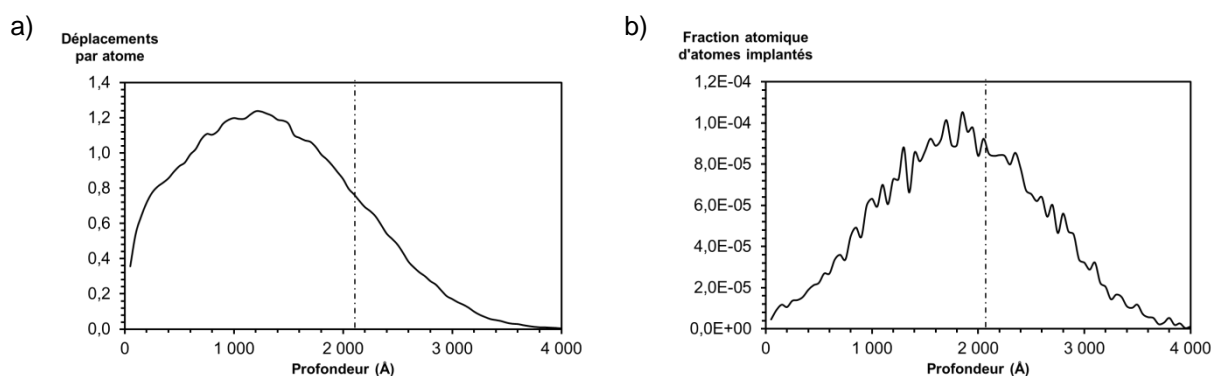 a)
Déplacements
par atome
1,4
1,2
1,0
0,8
0,6
0,4
0,2
0,0
0
1 000
2 000
3 000
4 000
Profondeur (Å)
b)
Fraction atomique
d'atomes implantés
1,2E-04
1,0E-04
8,0E-05
6,0E-05
4,0E-05
2,0E-05
0,0E+00
0
1 000
2 000
3 000
4 000
Profondeur (Å)